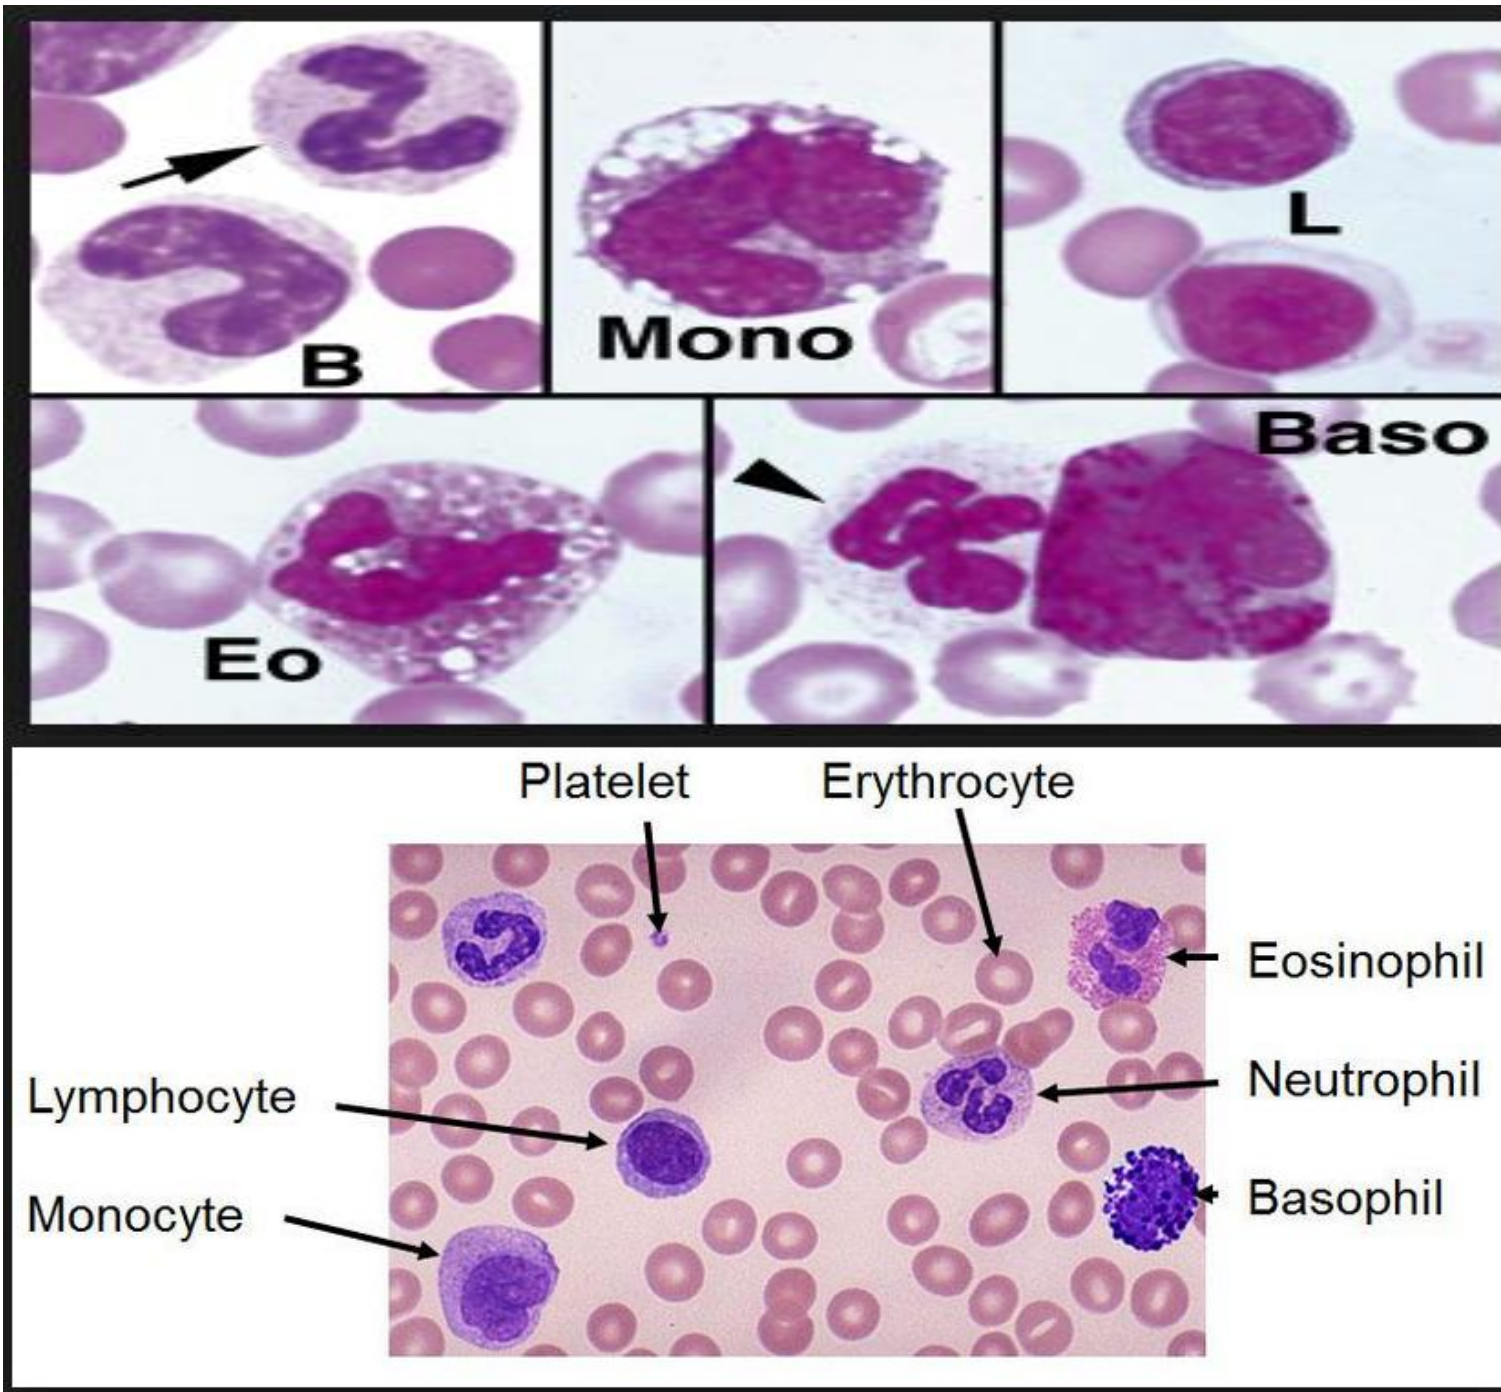 B
Mono
L
Eo
Baso
Platelet
Erythrocyte
Eosinophil
Lymphocyte
Neutrophil
Monocyte
Basophil